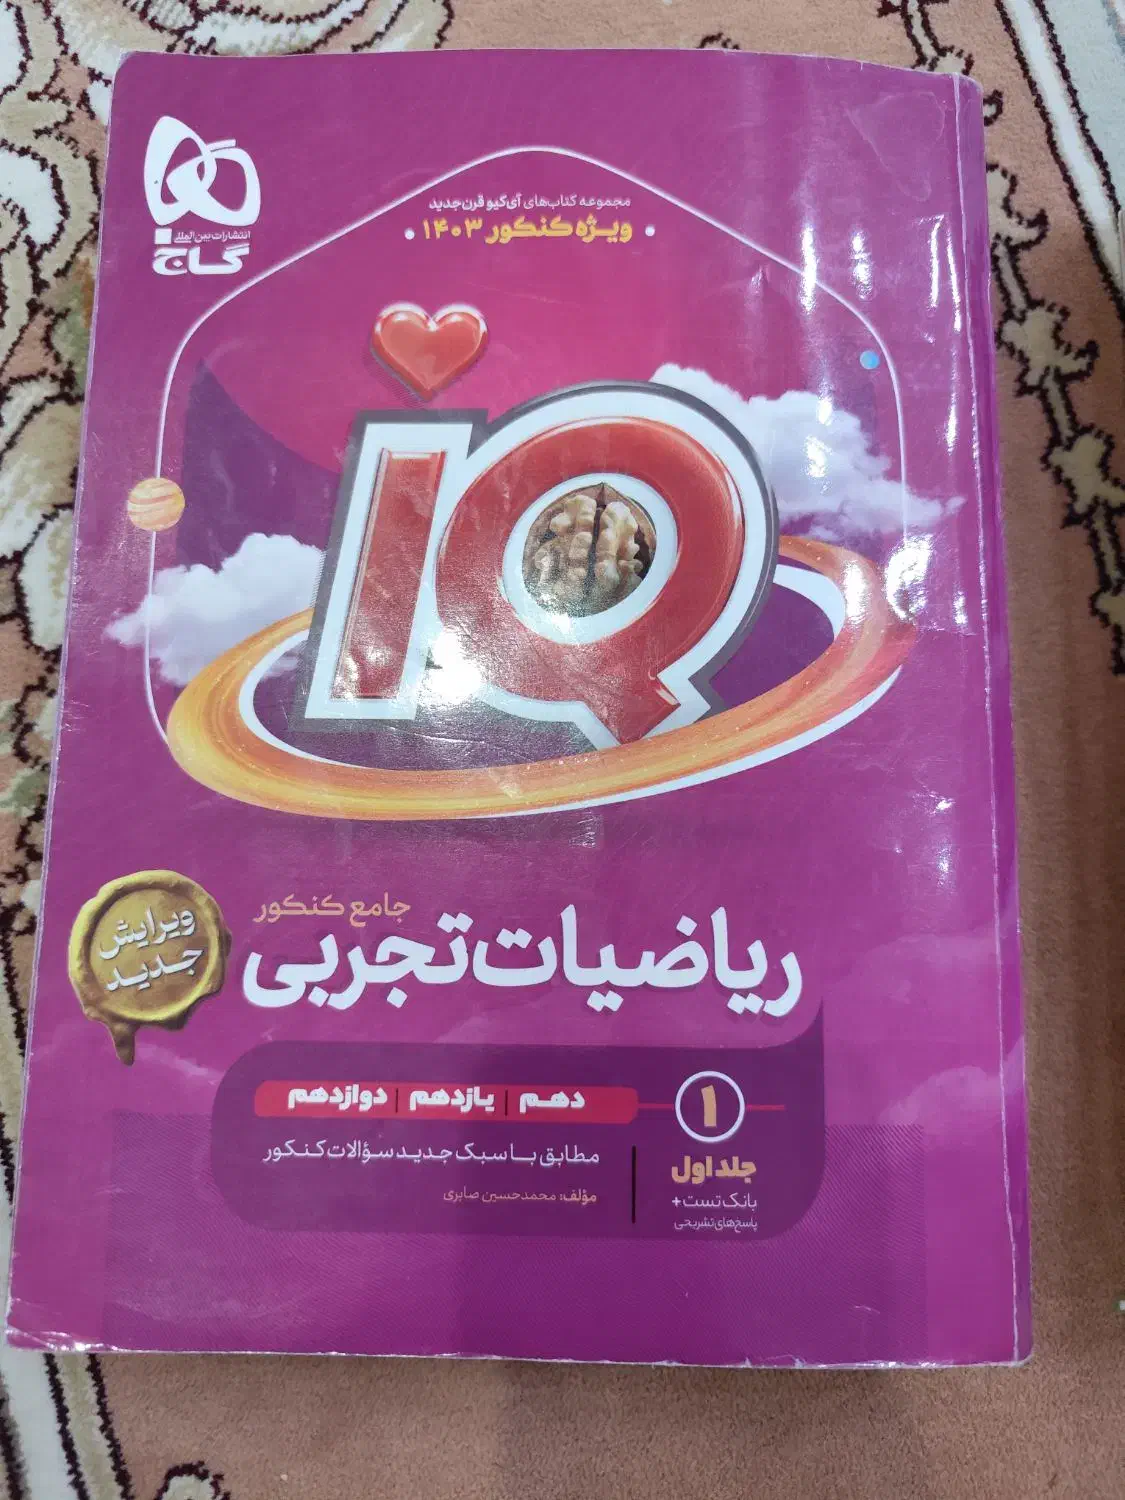 انتشارات بین‌المللی
گاج
مجموعه کتاب‌های آی‌کیو قرن جدید
ویژه کنکور ۱۴۰۳
iQ
جامع کنکور
ریاضیات تجربی
ویرایش
جدید
دهم | یازدهم | دوازدهم
مطابق با سبک جدید سؤالات کنکور
مؤلف: محمدحسین صابری
۱
جلد اول
بانک تست +
پاسخ‌های تشریحی